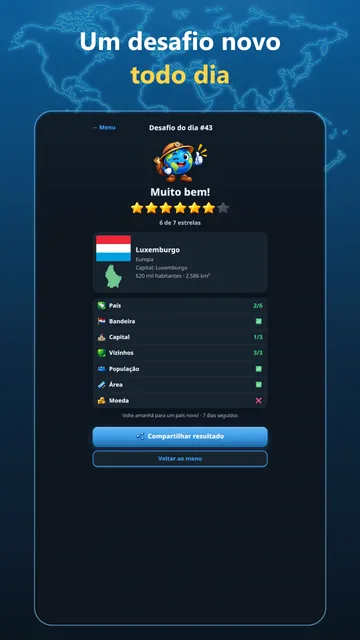 Um desafio novo
todo dia
← Menu
Desafio do dia #43
Muito bem!
6 de 7 estrelas
Luxemburgo
Europa
Capital: Luxemburgo
620 mil habitantes · 2.586 km²
País 2/6
Bandeira
Capital 1/3
Vizinhos 3/3
População
Área
Moeda
Volte amanhã para um país novo! · 7 dias seguidos
Compartilhar resultado
Voltar ao menu